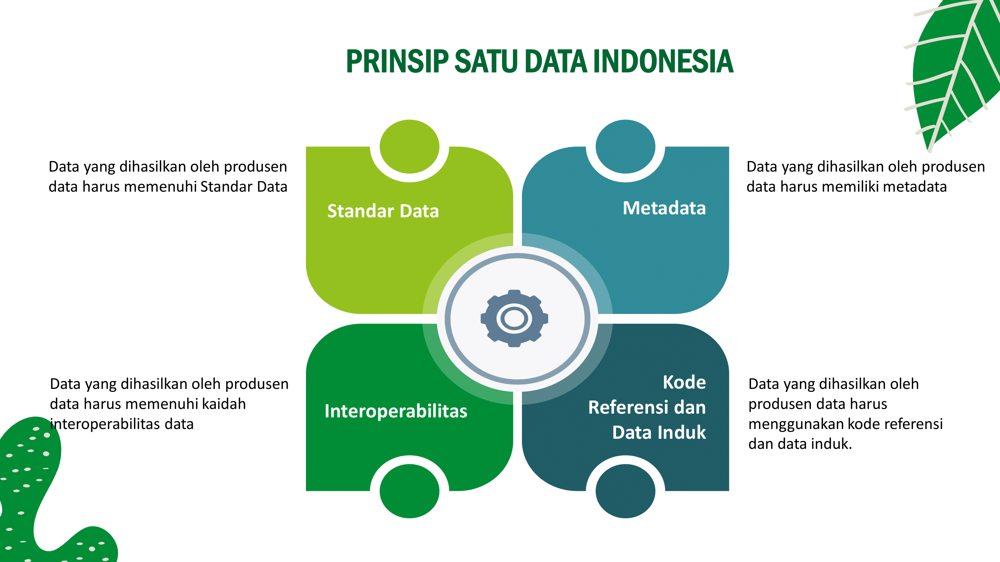 PRINSIP SATU DATA INDONESIA
Data yang dihasilkan oleh produsen
data harus memenuhi Standar Data
Standar Data
Metadata
Data yang dihasilkan oleh produsen
data harus memiliki metadata
Data yang dihasilkan oleh produsen
data harus memenuhi kaidah
interoperabilitas data
Interoperabilitas
Kode
Referensi dan
Data Induk
Data yang dihasilkan oleh
produsen data harus
menggunakan kode referensi
dan data induk.